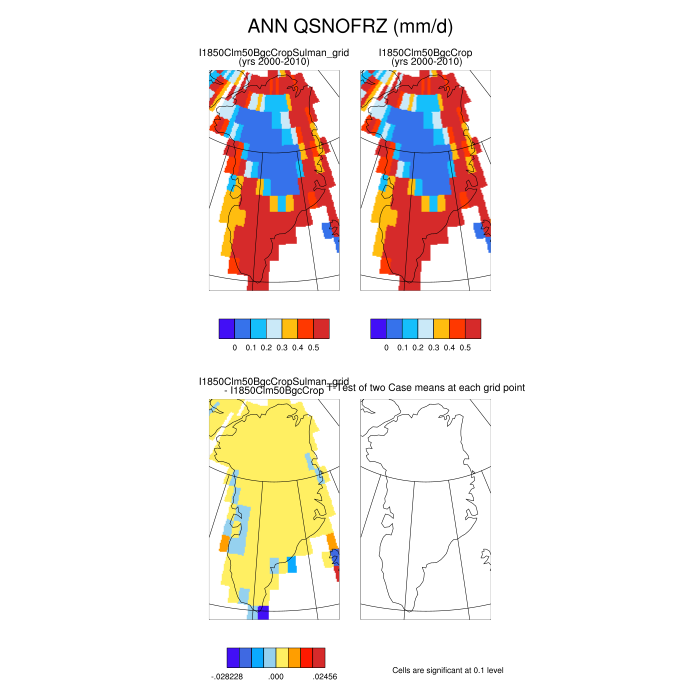 ANN QSNOFRZ (mm/d)
I1850Clm50BgcCropSulman_grid
(yrs 2000-2010)
I1850Clm50BgcCrop
(yrs 2000-2010)
0 0.1 0.2 0.3 0.4 0.5
0 0.1 0.2 0.3 0.4 0.5
I1850Clm50BgcCropSulman_grid
- I1850Clm50BgcCrop
T-Test of two Case means at each grid point
-.028228 .000 .02456
Cells are significant at 0.1 level